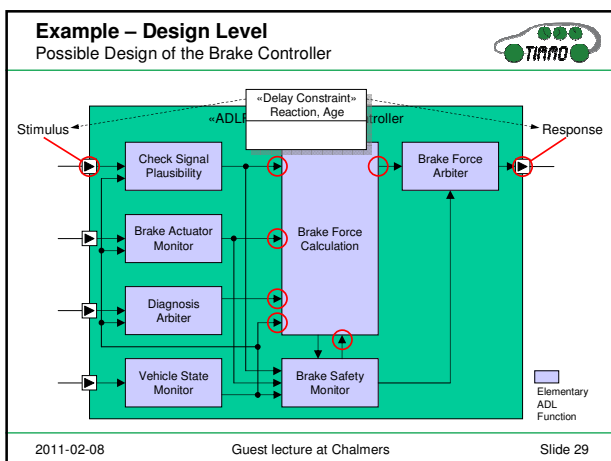 Example – Design Level
Possible Design of the Brake Controller
TIMMO
«Delay Constraint»
Reaction, Age
«ADLF
ntroller
Stimulus
Response
Check Signal
Plausibility
Brake Force
Arbiter
Brake Actuator
Monitor
Brake Force
Calculation
Diagnosis
Arbiter
Vehicle State
Monitor
Brake Safety
Monitor
Elementary
ADL
Function
2011-02-08 Guest lecture at Chalmers Slide 29